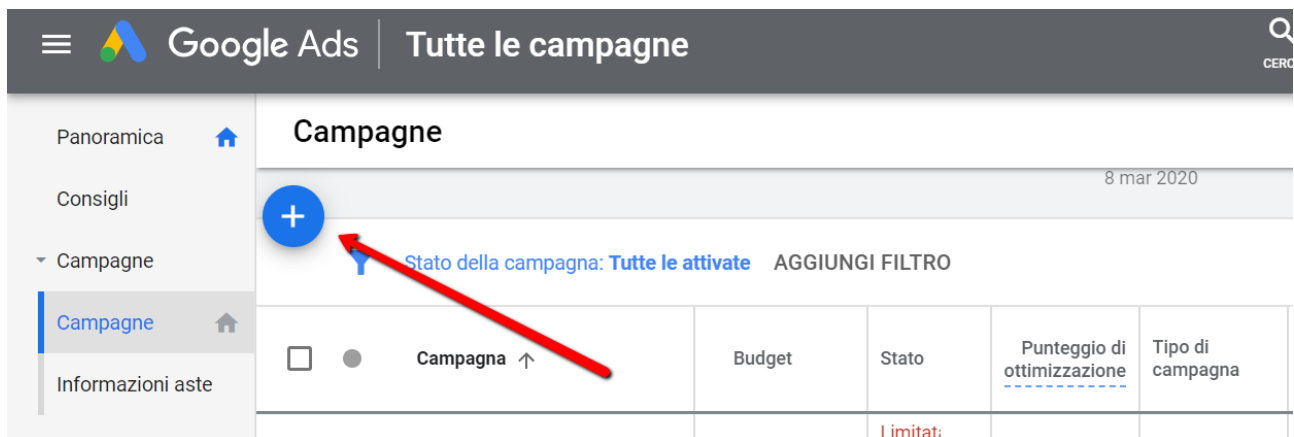 Google Ads Tutte le campagne
Panoramica
Consigli
Campagne
Campagne
Informazioni aste
Campagne
8 mar 2020
Stato della campagna: Tutte le attivate AGGIUNGI FILTRO
Campagna
Budget
Stato
Punteggio di
ottimizzazione
Tipo di
campagna